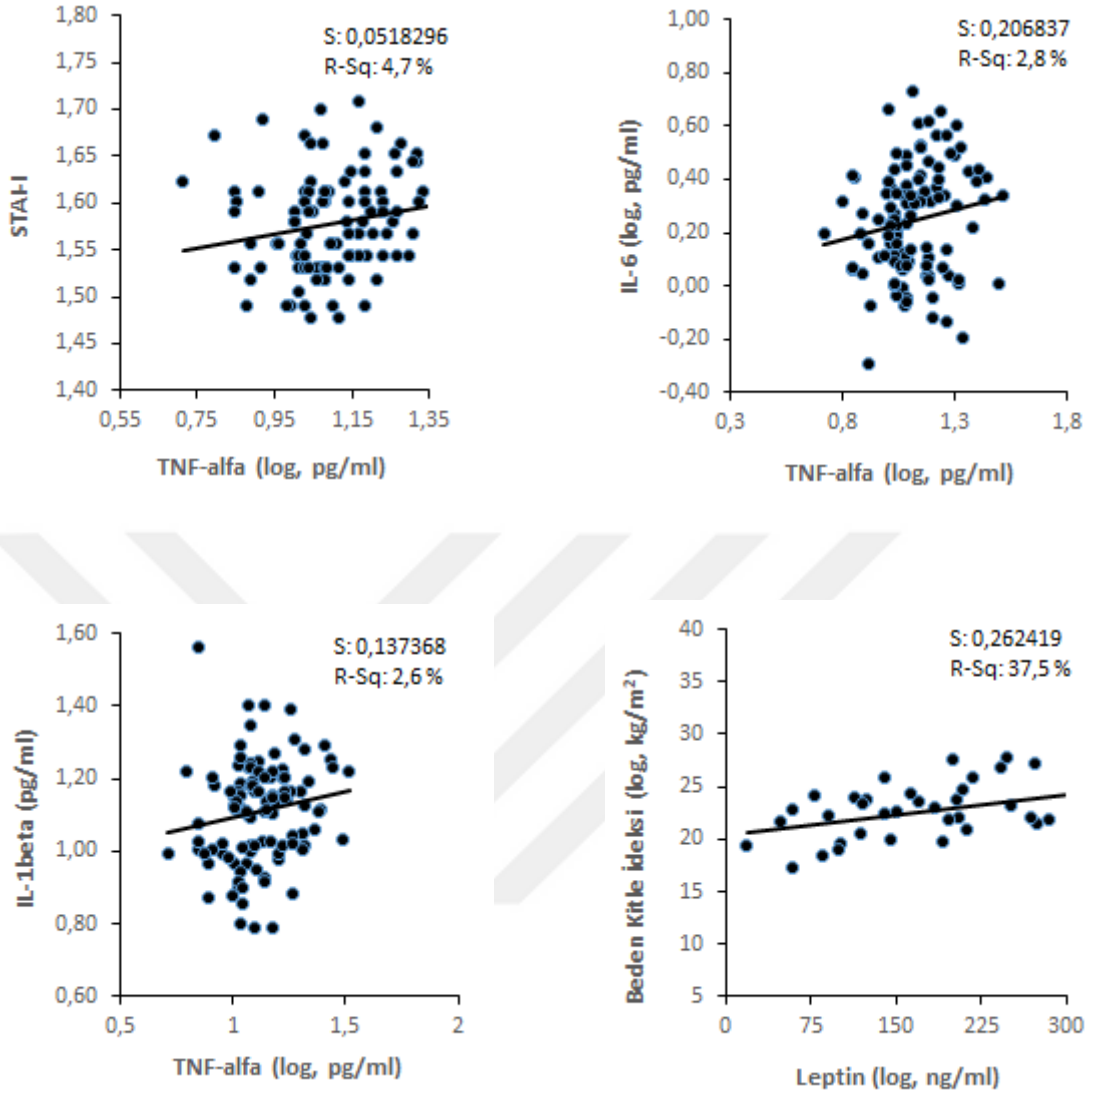 S: 0,0518296
R-Sq: 4,7 %
1,80
1,75
1,70
1,65
1,60
1,55
1,50
1,45
1,40
STAI-I
0,55 0,75 0,95 1,15 1,35
TNF-alfa (log, pg/ml)
S: 0,206837
R-Sq: 2,8 %
1,00
0,80
0,60
0,40
0,20
0,00
-0,20
-0,40
IL-6 (log, pg/ml)
0,3 0,8 1,3 1,8
TNF-alfa (log, pg/ml)
S: 0,137368
R-Sq: 2,6 %
1,60
1,40
1,20
1,00
0,80
0,60
IL-1beta (pg/ml)
0,5 1 1,5 2
TNF-alfa (log, pg/ml)
S: 0,262419
R-Sq: 37,5 %
40
35
30
25
20
15
10
5
Beden Kitle ideksi (log, kg/m²)
0 75 150 225 300
Leptin (log, ng/ml)